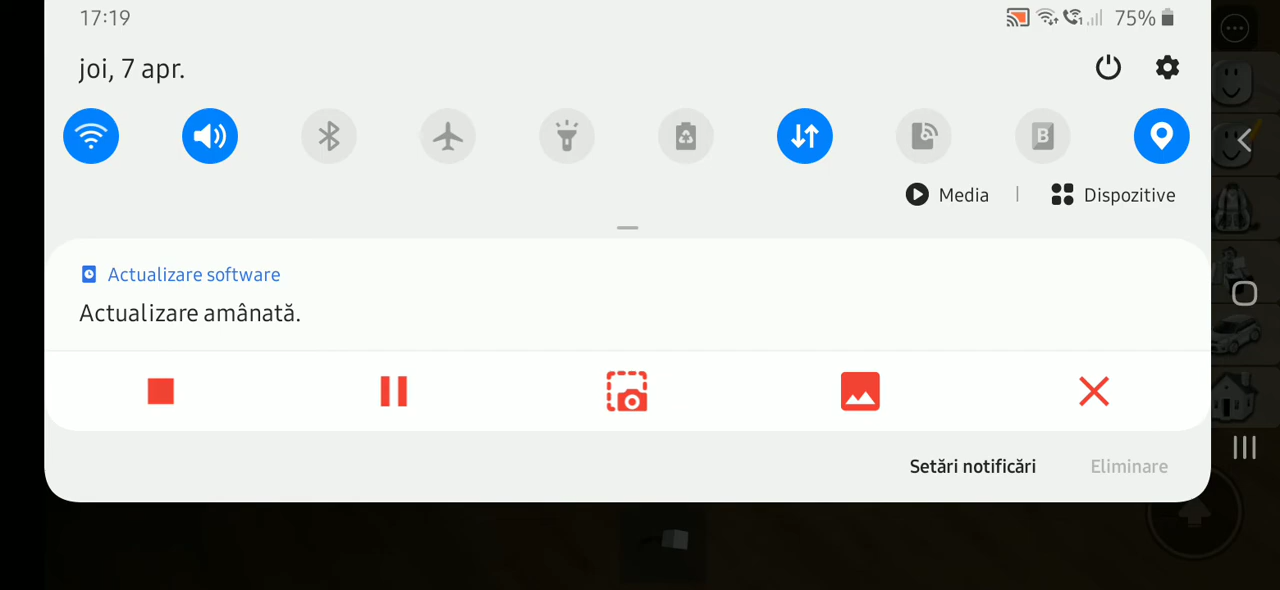 17:19
75%
joi, 7 apr.
B
Media | Dispozitive
Actualizare software
Actualizare amânată.
Setări notificări
Eliminare